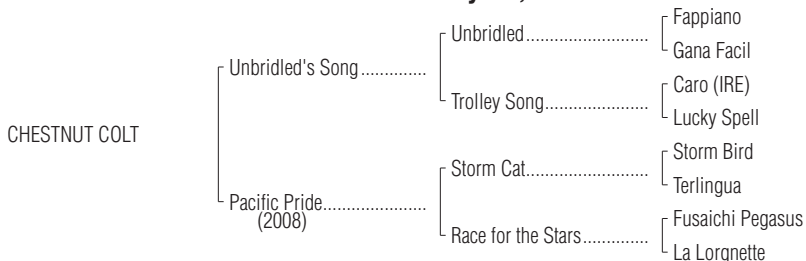 Fappiano
Unbridled..............................
Gana Facil
Unbridled's Song..............
Caro (IRE)
Trolley Song.........................
Lucky Spell
CHESTNUT COLT
Storm Bird
Storm Cat.............................
Terlingua
Pacific Pride......................
(2008)
Fusaichi Pegasus
Race for the Stars...............
La Lorgnette